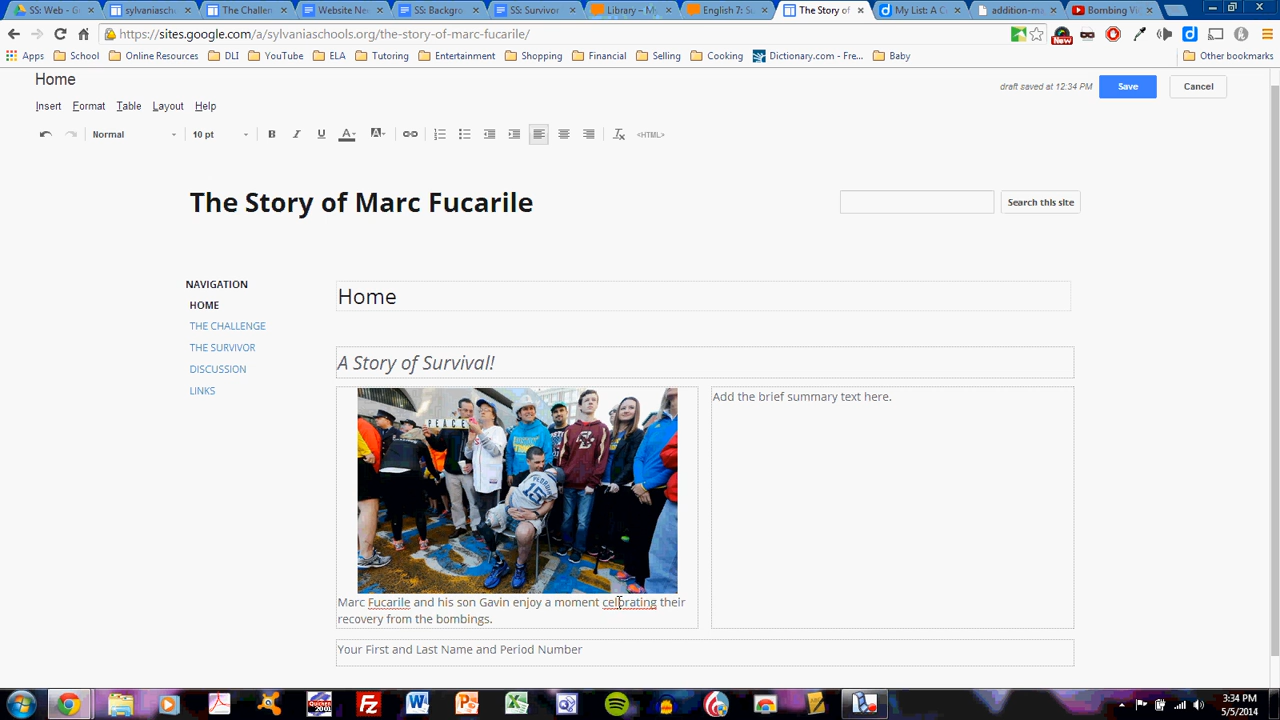 SS: Web - G
sylvaniasch
The Challen
Website Ne
SS: Backgro
SS: Survivor
Library – My
English 7: S
The Story of
My List: A C
addition-ma
Bombing Vi
https://sites.google.com/a/sylvaniaschools.org/the-story-of-marc-fucarile/
New
Apps School Online Resources DLI YouTube ELA Tutoring Entertainment Shopping Financial Selling Cooking Dictionary.com - Fre... Baby Other bookmarks
Home
draft saved at 12:34 PM Save Cancel
Insert Format Table Layout Help
Normal 10 pt B I U A A <HTML>
The Story of Marc Fucarile
Search this site
NAVIGATION
HOME
THE CHALLENGE
THE SURVIVOR
DISCUSSION
LINKS
Home
A Story of Survival!
PEACE
15
Add the brief summary text here.
Marc Fucarile and his son Gavin enjoy a moment celbrating their
recovery from the bombings.
Your First and Last Name and Period Number
3:34 PM
5/5/2014